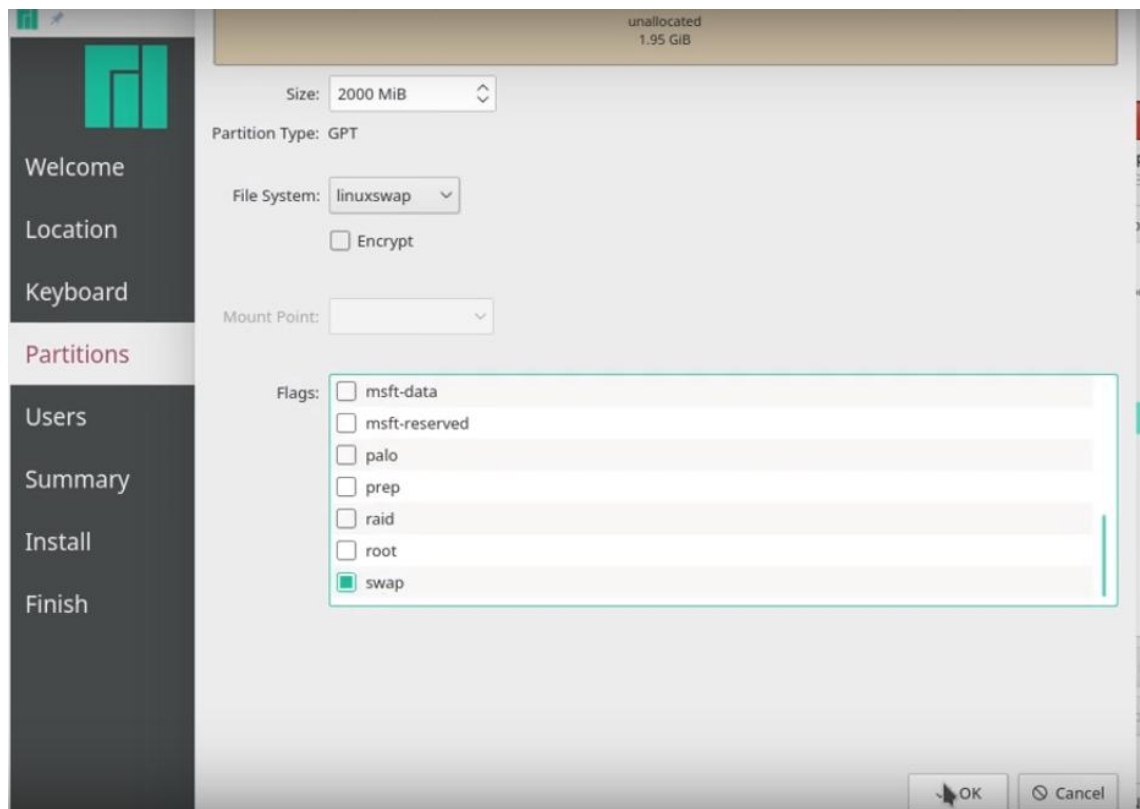 unallocated
1.95 GiB
Size: 2000 MiB
Partition Type: GPT
File System: linuxswap
Encrypt
Mount Point:
Flags:
msft-data
msft-reserved
palo
prep
raid
root
swap
OK
Cancel
Welcome
Location
Keyboard
Partitions
Users
Summary
Install
Finish